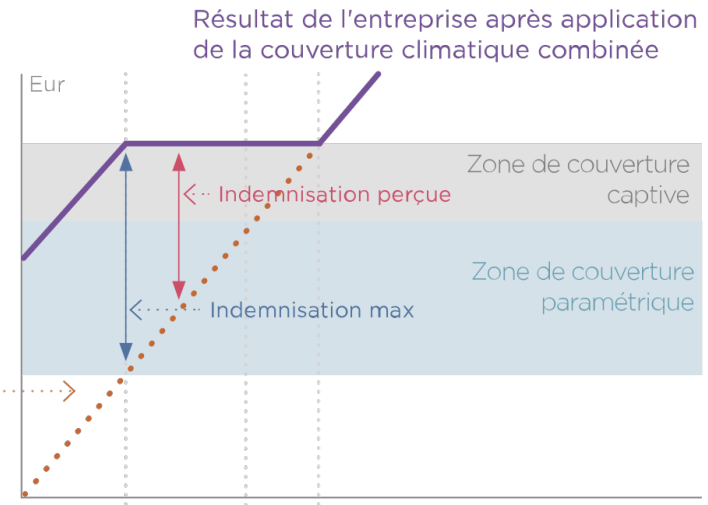 Résultat de l'entreprise après application
de la couverture climatique combinée
Eur
Zone de couverture
captive
Indemnisation perçue
Zone de couverture
paramétrique
Indemnisation max